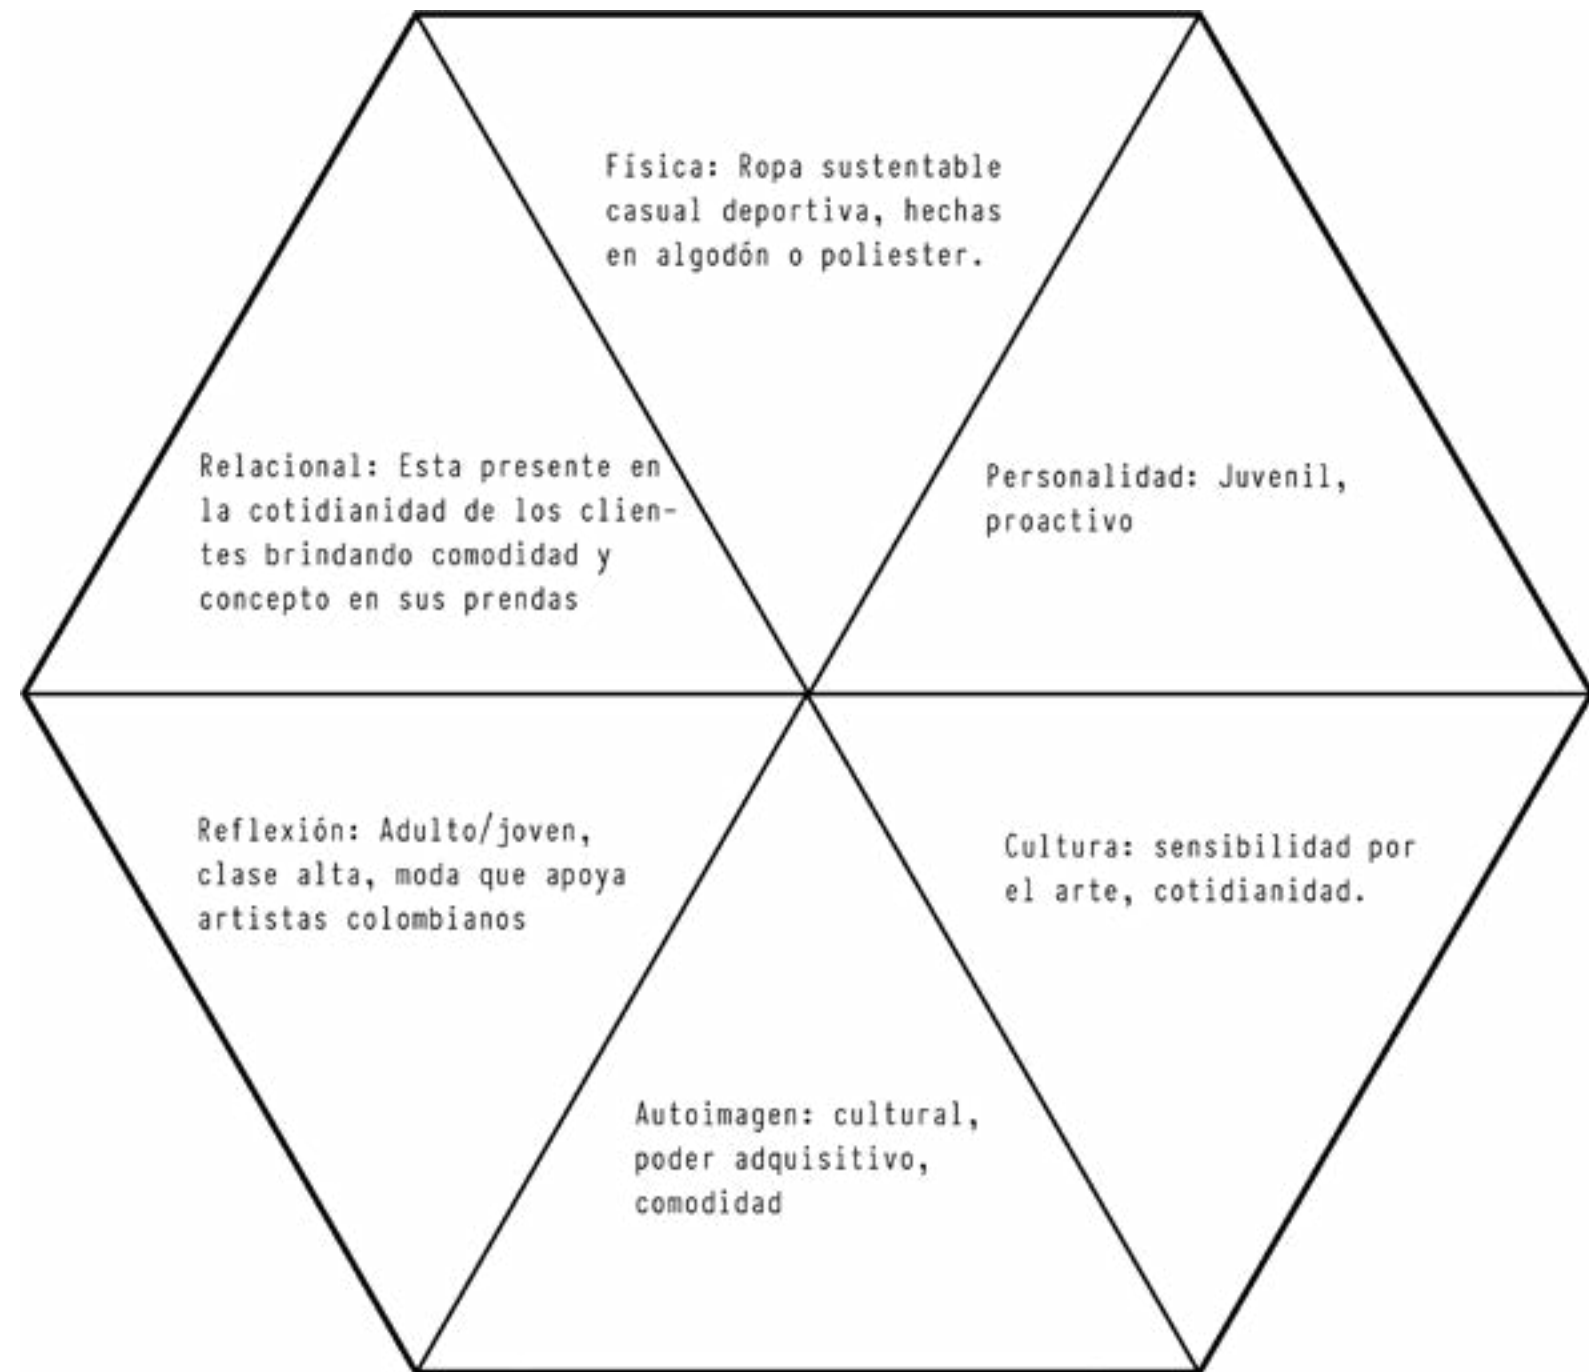 Física: Ropa sustentable
casual deportiva, hechas
en algodón o poliester.
Relacional: Esta presente en
la cotidianidad de los clien-
tes brindando comodidad y
concepto en sus prendas
Personalidad: Juvenil,
proactivo
Reflexión: Adulto/joven,
clase alta, moda que apoya
artistas colombianos
Cultura: sensibilidad por
el arte, cotidianidad.
Autoimagen: cultural,
poder adquisitivo,
comodidad